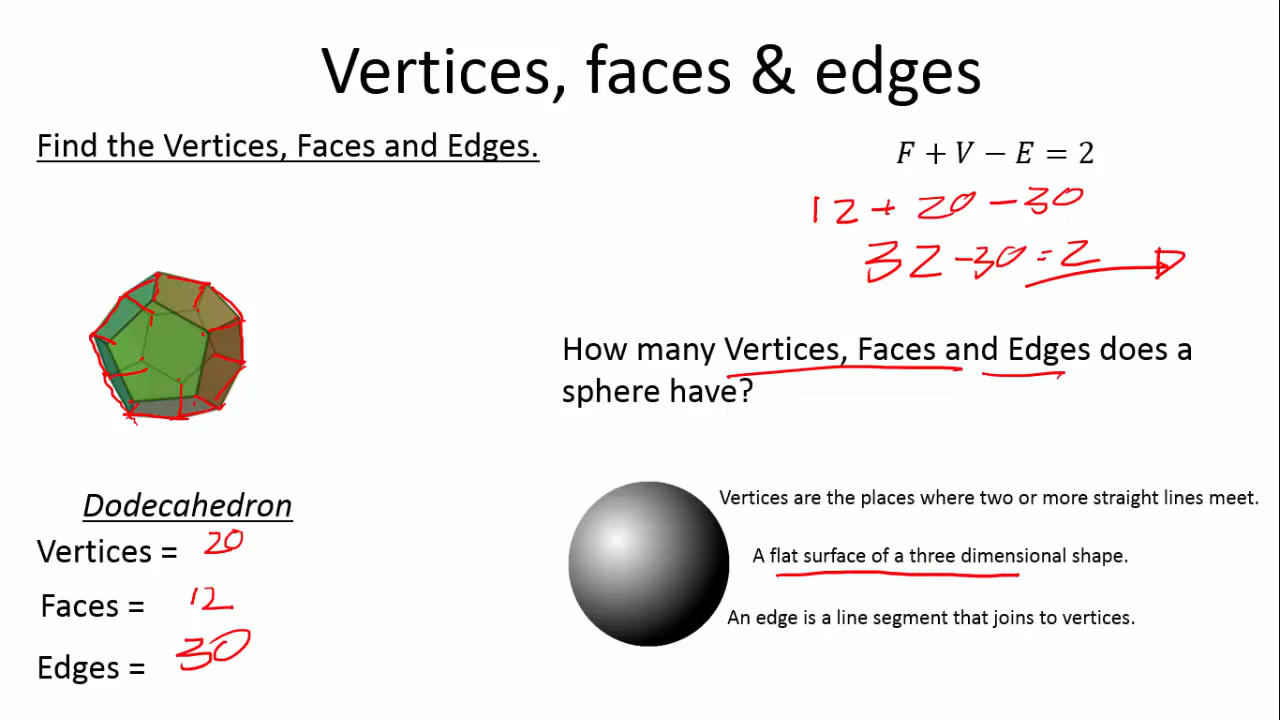 Vertices, faces & edges
Find the Vertices, Faces and Edges.
F + V − E = 2
12 + 20 − 30
32 − 30 = 2
How many Vertices, Faces and Edges does a
sphere have?
Dodecahedron
Vertices = 20
Faces = 12
Edges = 30
Vertices are the places where two or more straight lines meet.
A flat surface of a three dimensional shape.
An edge is a line segment that joins to vertices.